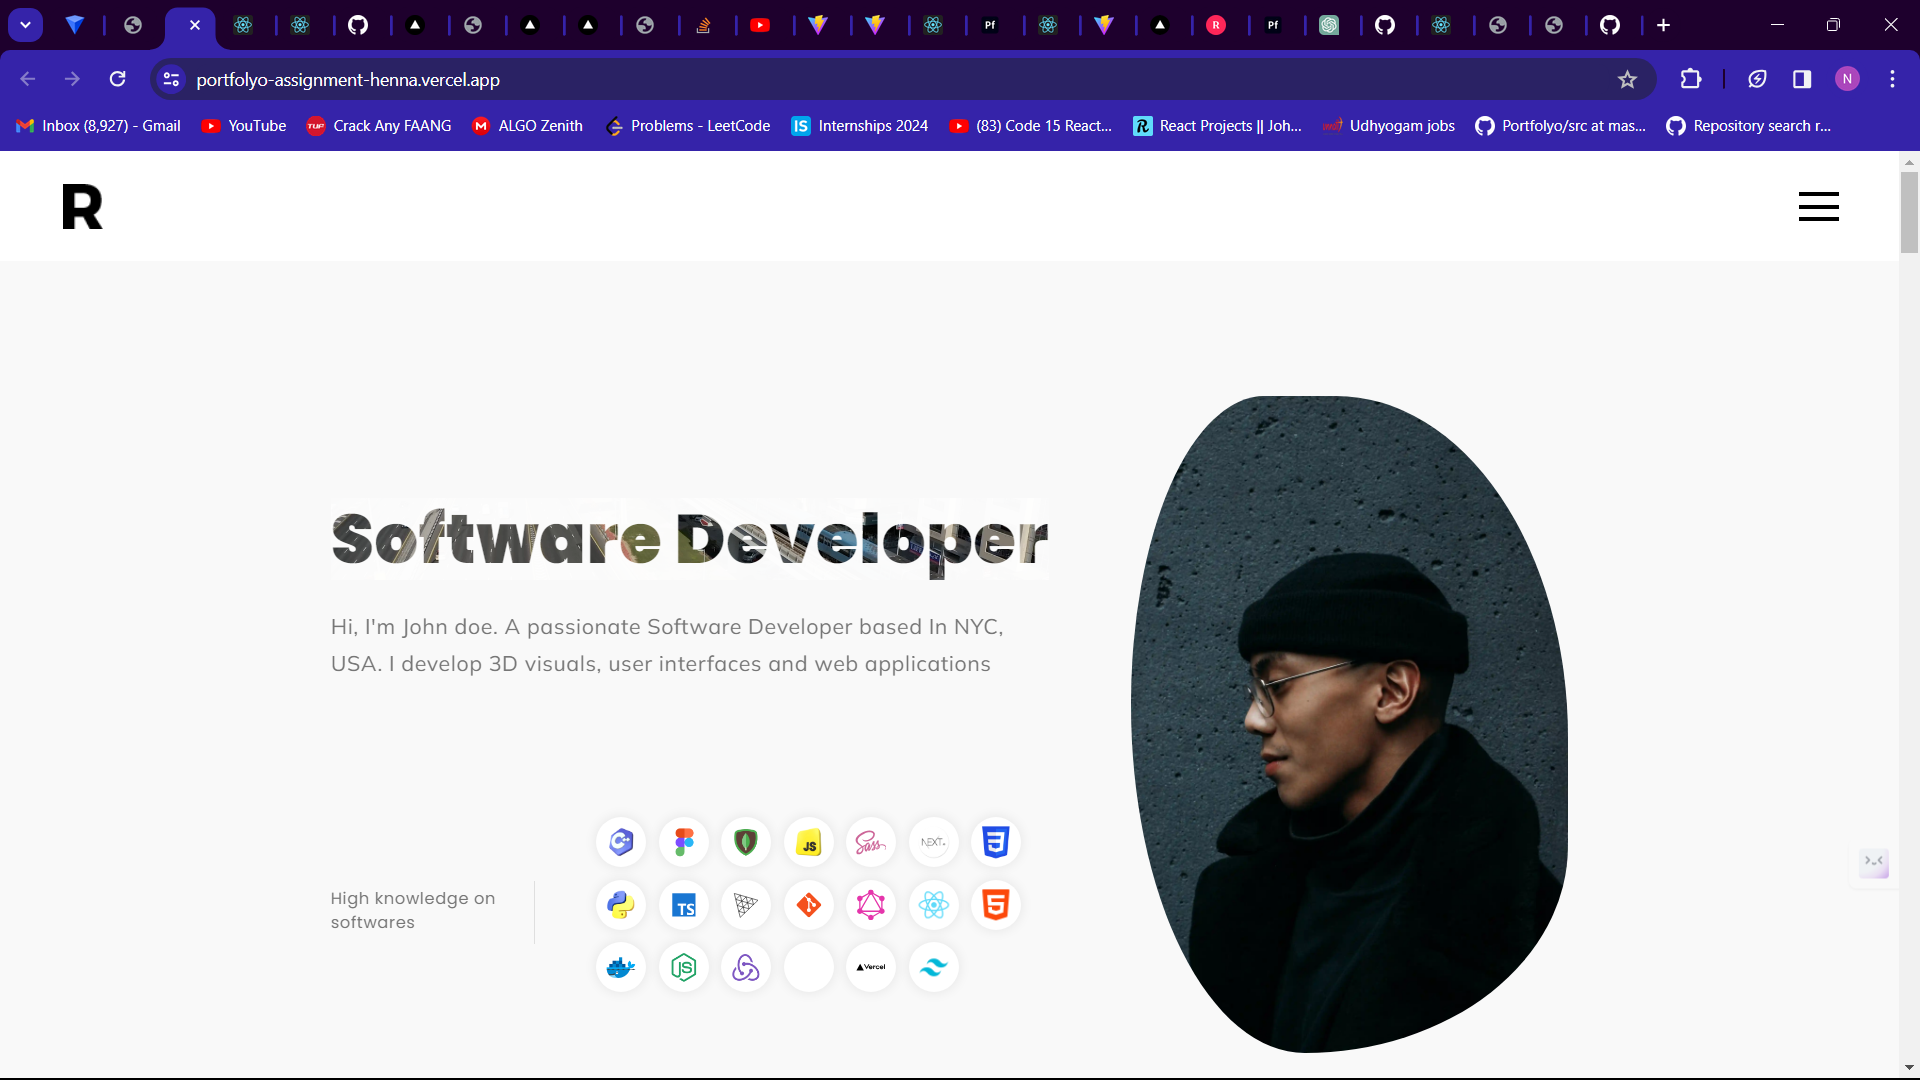 portfolyo-assignment-henna.vercel.app
N
Inbox (8,927) - Gmail
YouTube
Crack Any FAANG
ALGO Zenith
Problems - LeetCode
Internships 2024
(83) Code 15 React...
React Projects || Joh...
Udhyogam jobs
Portfolyo/src at mas...
Repository search r...
R
Software Developer
Hi, I'm John doe. A passionate Software Developer based In NYC,
USA. I develop 3D visuals, user interfaces and web applications
High knowledge on
softwares
C
JS
Sass
NEXT.
3
TS
5
JS
Vercel